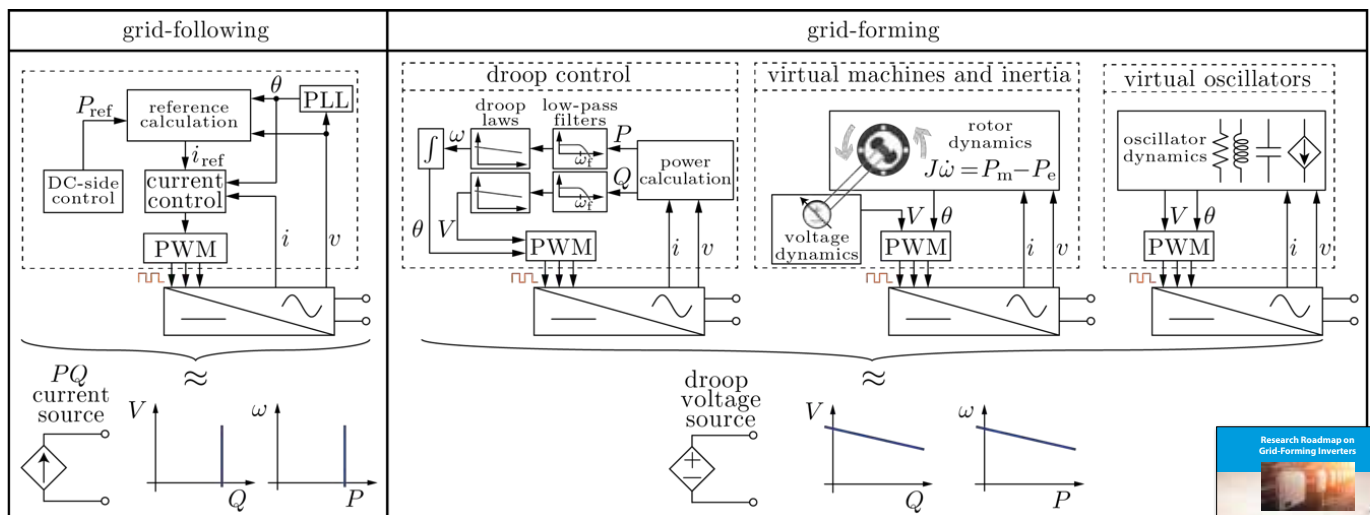 grid-following
grid-forming
θ
PLL
P_ref
reference
calculation
i_ref
DC-side
control
current
control
PWM
i
v
droop control
droop
laws
low-pass
filters
∫
ω
ω_f
P
ω_f
Q
power
calculation
θ
V
PWM
i
v
virtual machines and inertia
rotor
dynamics
Jω̇ = P_m − P_e
voltage
dynamics
V
θ
PWM
i
v
virtual oscillators
oscillator
dynamics
V
θ
PWM
i
v
≈
PQ
current
source
V
Q
ω
P
≈
droop
voltage
source
V
Q
ω
P
Research Roadmap on
Grid-Forming Inverters